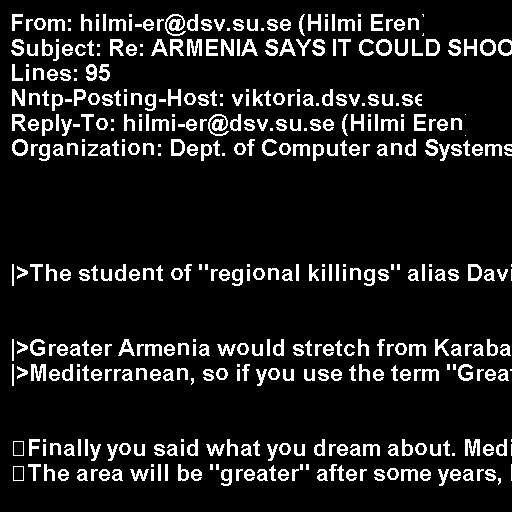 From: hilmi-er@dsv.su.se (Hilmi Eren)
Subject: Re: ARMENIA SAYS IT COULD SHOO
Lines: 95
Nntp-Posting-Host: viktoria.dsv.su.se
Reply-To: hilmi-er@dsv.su.se (Hilmi Eren)
Organization: Dept. of Computer and Systems
|>The student of "regional killings" alias Davi
|>Greater Armenia would stretch from Karaba
|>Mediterranean, so if you use the term "Grea
Finally you said what you dream about. Medi
The area will be "greater" after some years,